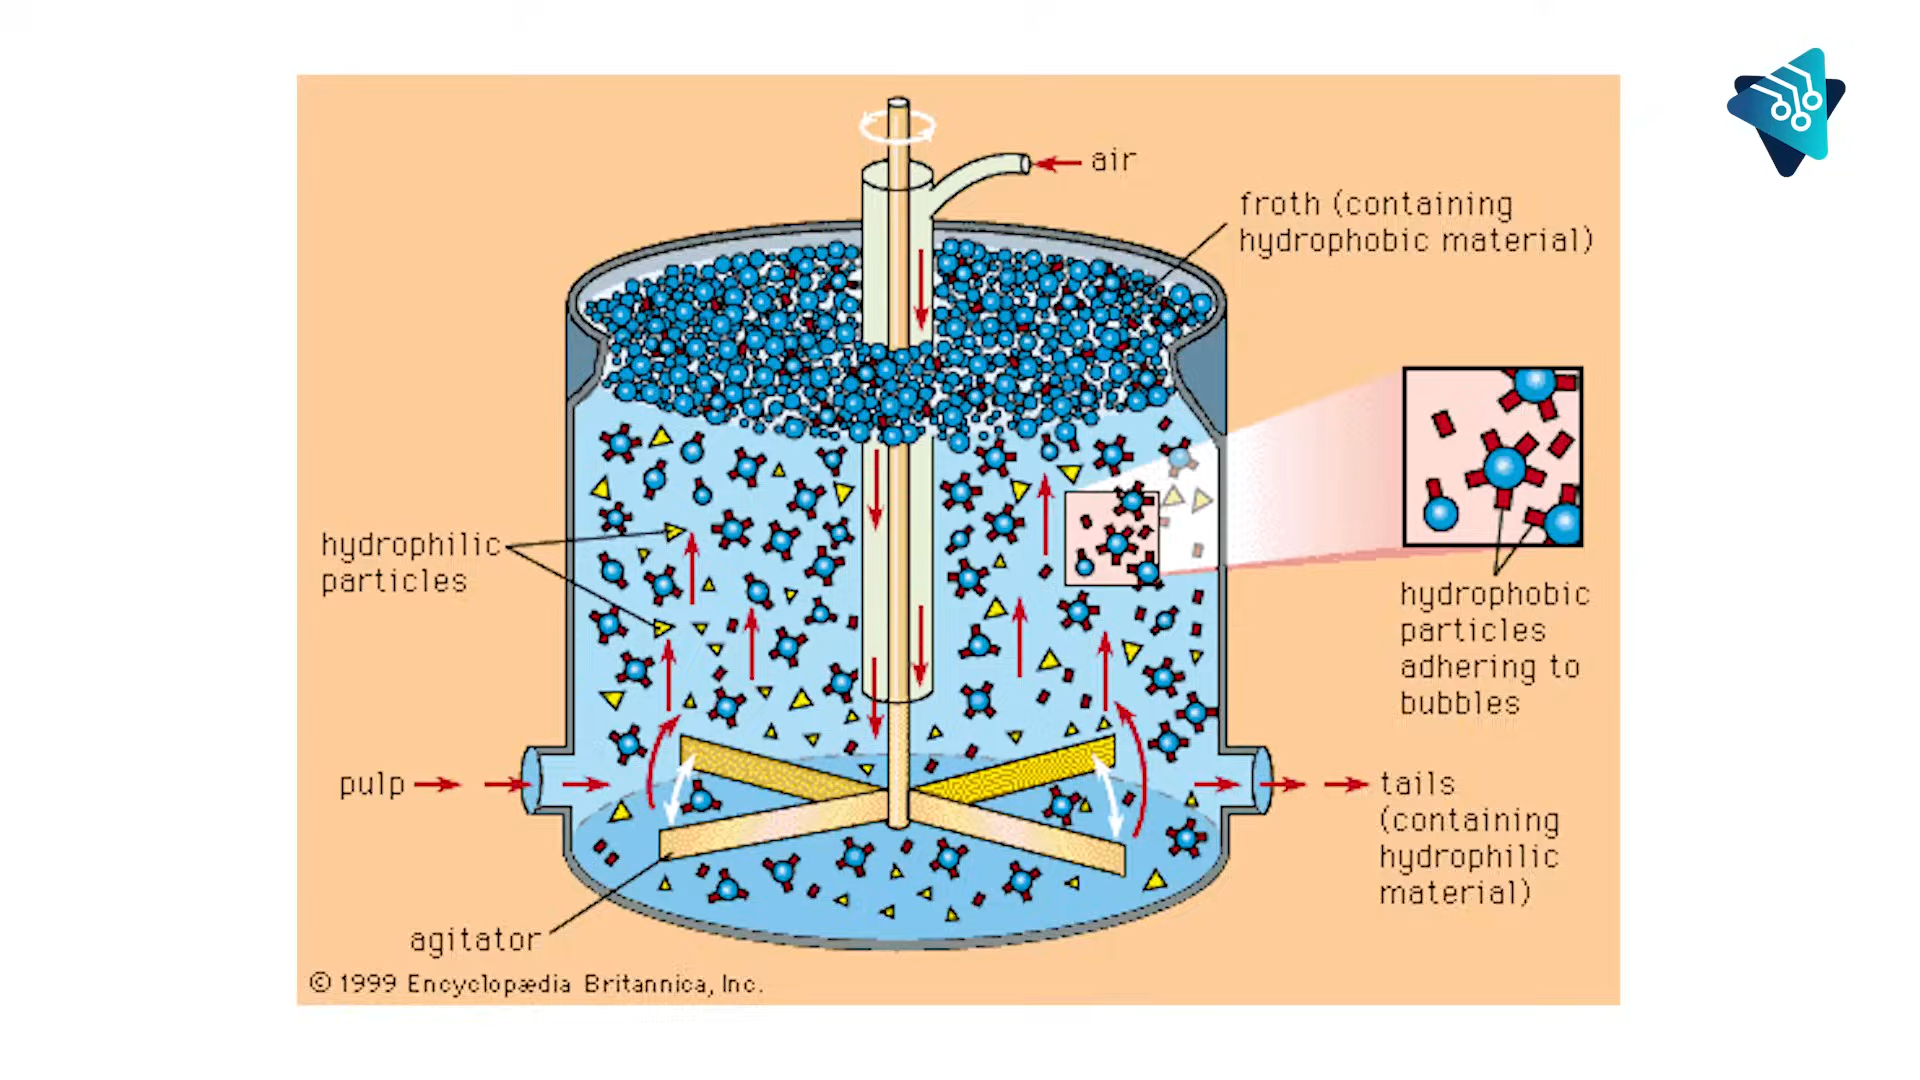 air
froth (containing
hydrophobic material)
hydrophilic
particles
hydrophobic
particles
adhering to
bubbles
pulp
tails
(containing
hydrophilic
material)
agitator
© 1999 Encyclopædia Britannica, Inc.